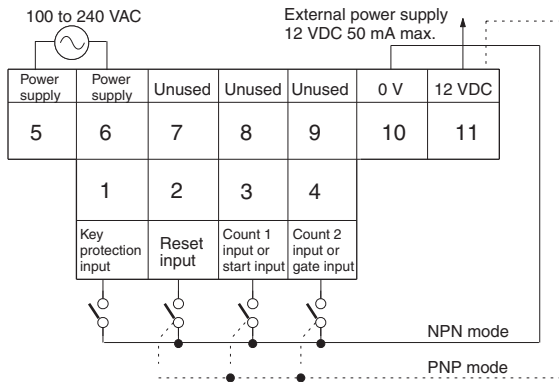 100 to 240 VAC
External power supply
12 VDC 50 mA max.
Power
supply
Power
supply
Unused
Unused
Unused
0 V
12 VDC
5
6
7
8
9
10
11
1
2
3
4
Key
protection
input
Reset
input
Count 1
input or
start input
Count 2
input or
gate input
NPN mode
PNP mode